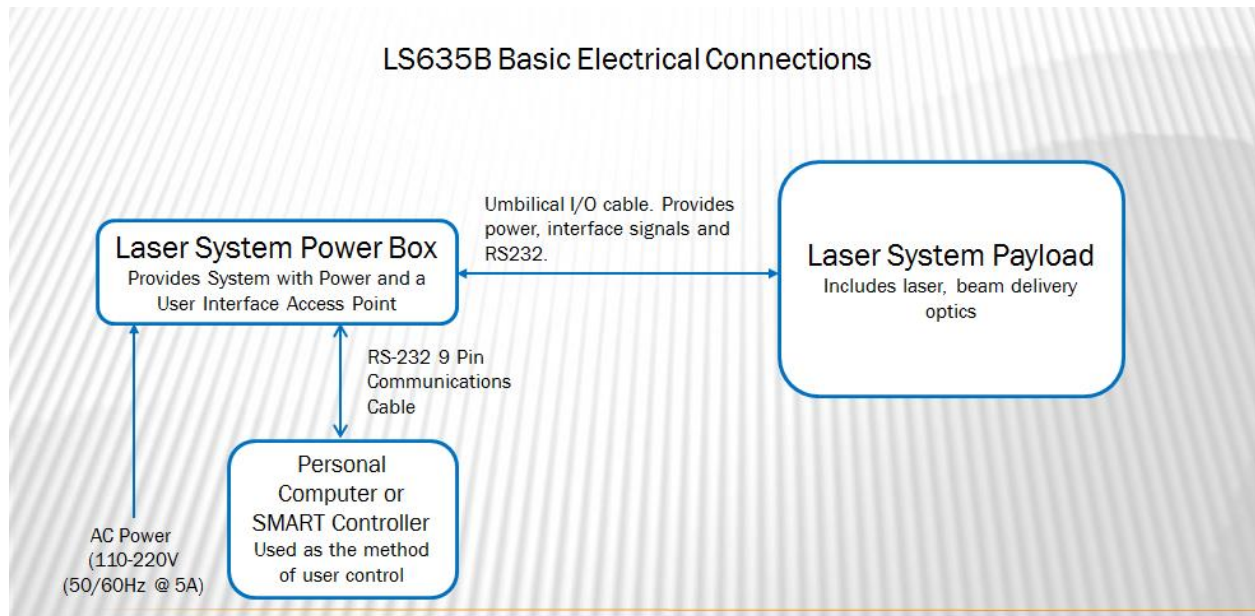 LS635B Basic Electrical Connections
Umbilical I/O cable. Provides
power, interface signals and
RS232.
Laser System Power Box
Provides System with Power and a
User Interface Access Point
Laser System Payload
Includes laser, beam delivery
optics
RS-232 9 Pin
Communications
Cable
Personal
Computer or
SMART Controller
Used as the method
of user control
AC Power
(110-220V
(50/60Hz @ 5A)